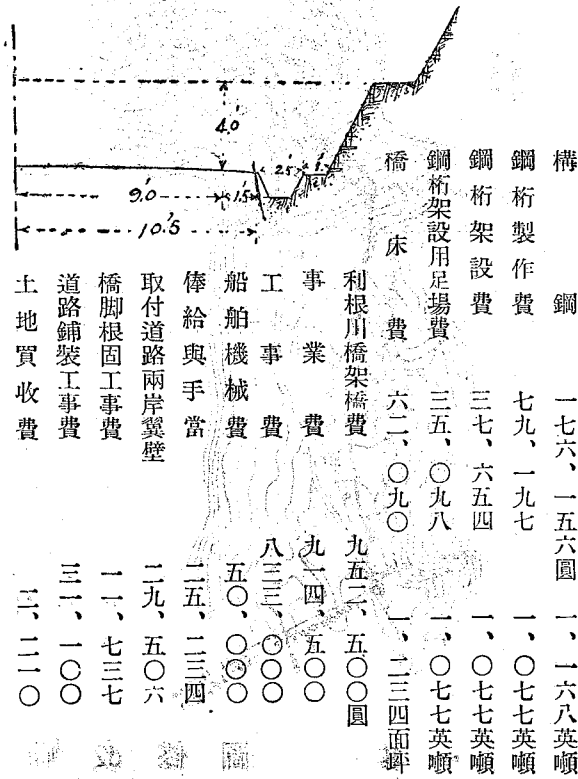 構鋼 一七六、一五六圓 一、一六八英噸
鋼桁製作費 七九、一九七 一、〇七七英噸
鋼桁架設費 三七、六五四 一、〇七七英噸
鋼桁架設用足場費 三五、〇九八 一、〇七七英噸
橋床費 六二、〇九〇 一、二三四面坪
利根川橋架橋費 九五二、五〇〇圓
事業費 九一四、五〇〇
工事費 八三三、〇〇〇
船舶機械費 五〇、〇〇〇
俸給與手當 二五、二三四
取付道路兩岸翼壁 二九、五〇六
橋脚根固工事費 一一、七三七
道路鋪裝工事費 三一、一〇〇
土地買收費 二、二一〇
4.0'
2.5'
9.0'
1.5'
10.5'